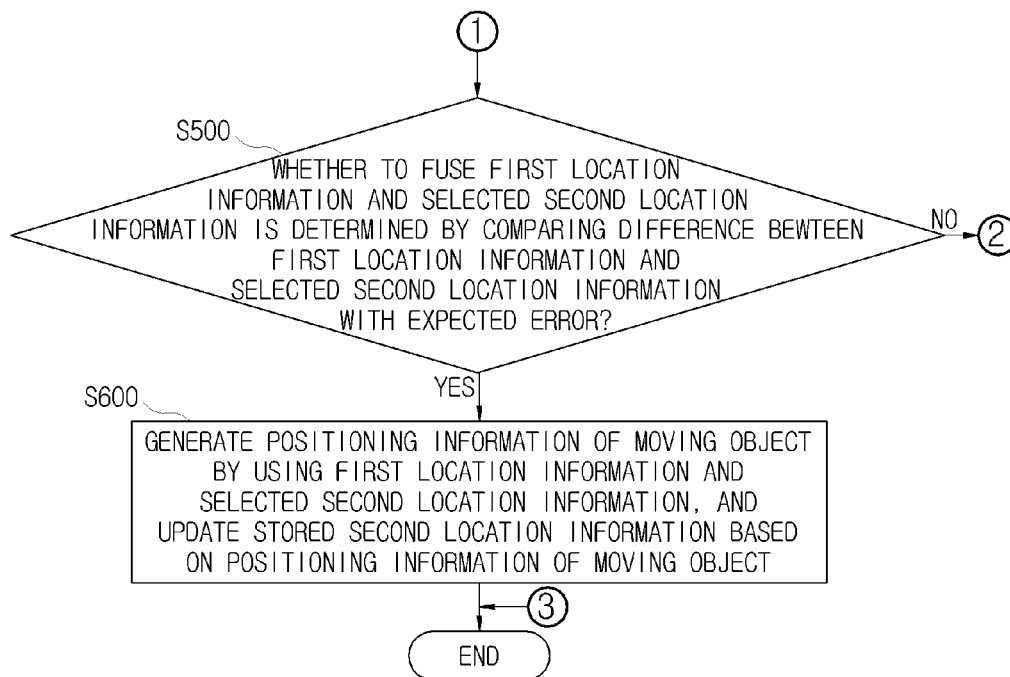 1
S500
WHETHER TO FUSE FIRST LOCATION
INFORMATION AND SELECTED SECOND LOCATION
INFORMATION IS DETERMINED BY COMPARING DIFFERENCE BEWTEEN
FIRST LOCATION INFORMATION AND
SELECTED SECOND LOCATION INFORMATION
WITH EXPECTED ERROR?
NO
2
YES
S600
GENERATE POSITIONING INFORMATION OF MOVING OBJECT
BY USING FIRST LOCATION INFORMATION AND
SELECTED SECOND LOCATION INFORMATION, AND
UPDATE STORED SECOND LOCATION INFORMATION BASED
ON POSITIONING INFORMATION OF MOVING OBJECT
3
END